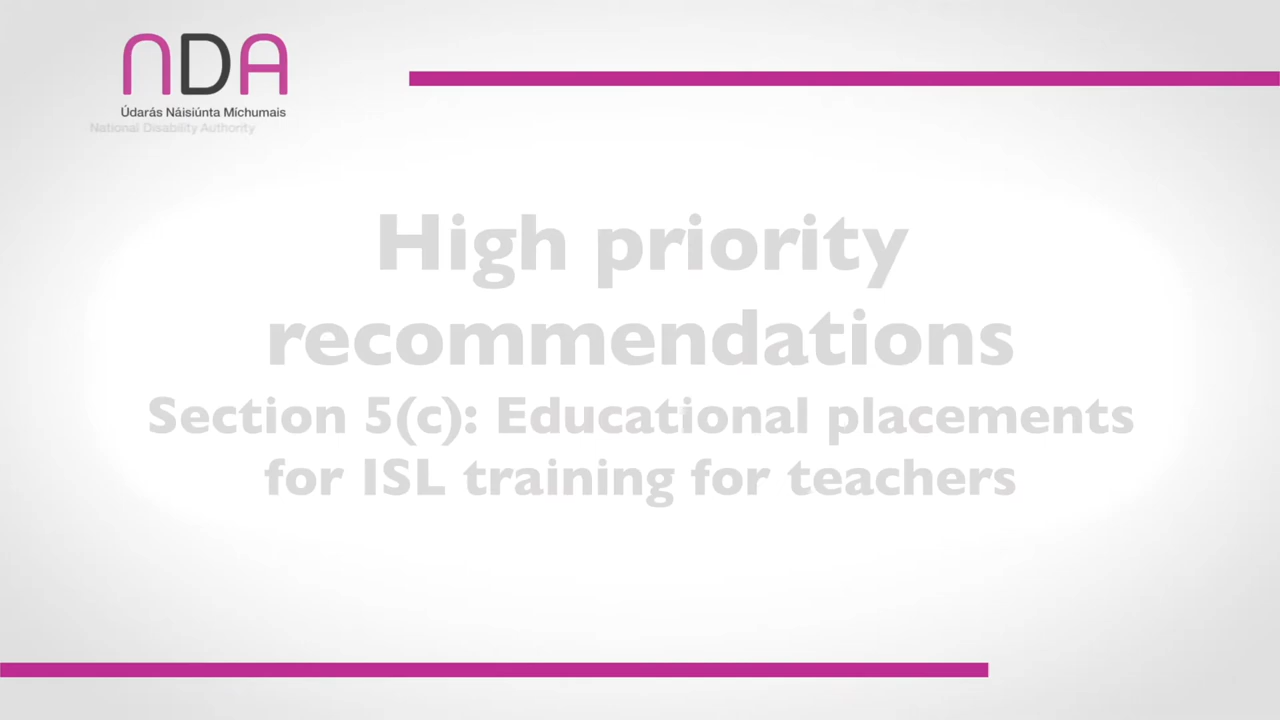 NDA
Údarás Náisiúnta Míchumais
National Disability Authority
High priority
recommendations
Section 5(c): Educational placements
for ISL training for teachers